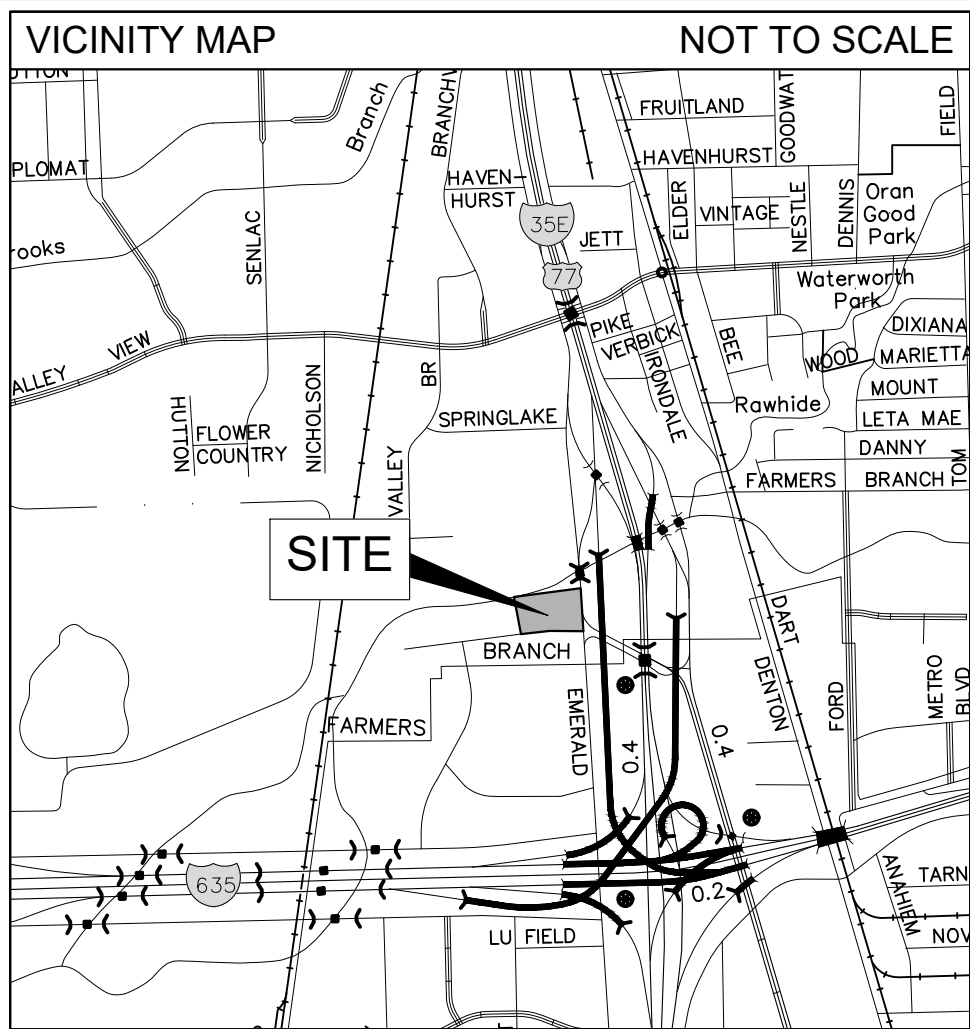 VICINITY MAP
NOT TO SCALE
PLOMAT
Branch
BRANCHV
FRUITLAND
GOODWAT
FIELD
HAVENHURST
HAVEN-
HURST
35E
SENLAC
ELDER
VINTAGE
NESTLE
DENNIS
Oran
Good
Park
rooks
JETT
77
Waterworth
Park
PIKE
VERBICK
IRONDALE
BEE
DIXIANA
WOOD
MARIETTA
ALLEY VIEW
BR
MOUNT
HUTTON
FLOWER
COUNTRY
NICHOLSON
SPRINGLAKE
Rawhide
LETA MAE
DANNY
TOM
VALLEY
FARMERS BRANCH
SITE
BRANCH
DART
DENTON
FORD
METRO
BLVD
FARMERS
EMERALD
0.4
0.4
635
0.2
ANAHIEM
TARN
NOV
LU FIELD